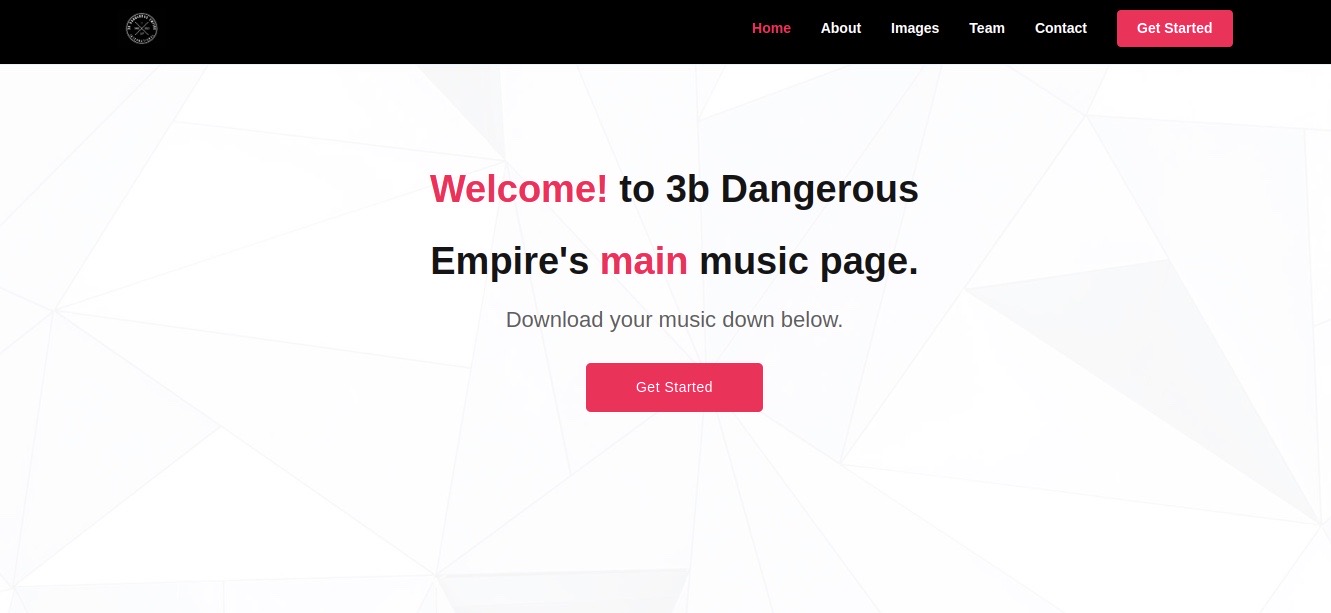 Home About Images Team Contact Get Started
Welcome! to 3b Dangerous
Empire's main music page.
Download your music down below.
Get Started